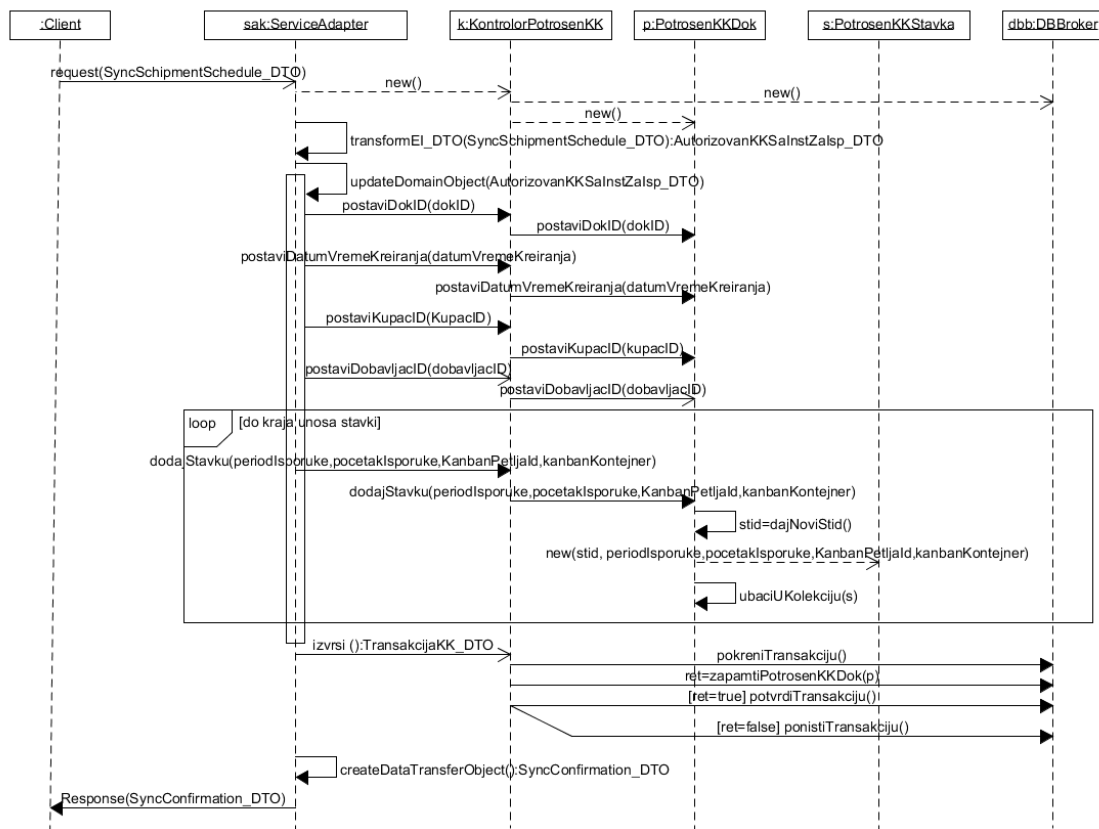 :Client
sak:ServiceAdapter
k:KontrolorPotrosenKK
p:PotrosenKKDok
s:PotrosenKKStavka
dbb:DBBroker
request(SyncSchipmentSchedule_DTO)
new()
new()
new()
transformEI_DTO(SyncSchipmentSchedule_DTO):AutorizovanKKSaInstZaIsp_DTO
updateDomainObject(AutorizovanKKSaInstZaIsp_DTO)
postaviDokID(dokID)
postaviDokID(dokID)
postaviDatumVremeKreiranja(datumVremeKreiranja)
postaviDatumVremeKreiranja(datumVremeKreiranja)
postaviKupacID(KupacID)
postaviKupacID(kupacID)
postaviDobavljacID(dobavljacID)
postaviDobavljacID(dobavljacID)
loop
[do kraja unosa stavki]
dodajStavku(periodIsporuke,pocetakIsporuke,KanbanPetljaId,kanbanKontejner)
dodajStavku(periodIsporuke,pocetakIsporuke,KanbanPetljaId,kanbanKontejner)
stid=dajNoviStid()
new(stid, periodIsporuke,pocetakIsporuke,KanbanPetljaId,kanbanKontejner)
ubaciUKolekciju(s)
izvrsi ():TransakcijaKK_DTO
pokreniTransakciju()
ret=zapamtiPotrosenKKDok(p)
[ret=true] potvrdiTransakciju()
[ret=false] ponistiTransakciju()
createDataTransferObject():SyncConfirmation_DTO
Response(SyncConfirmation_DTO)